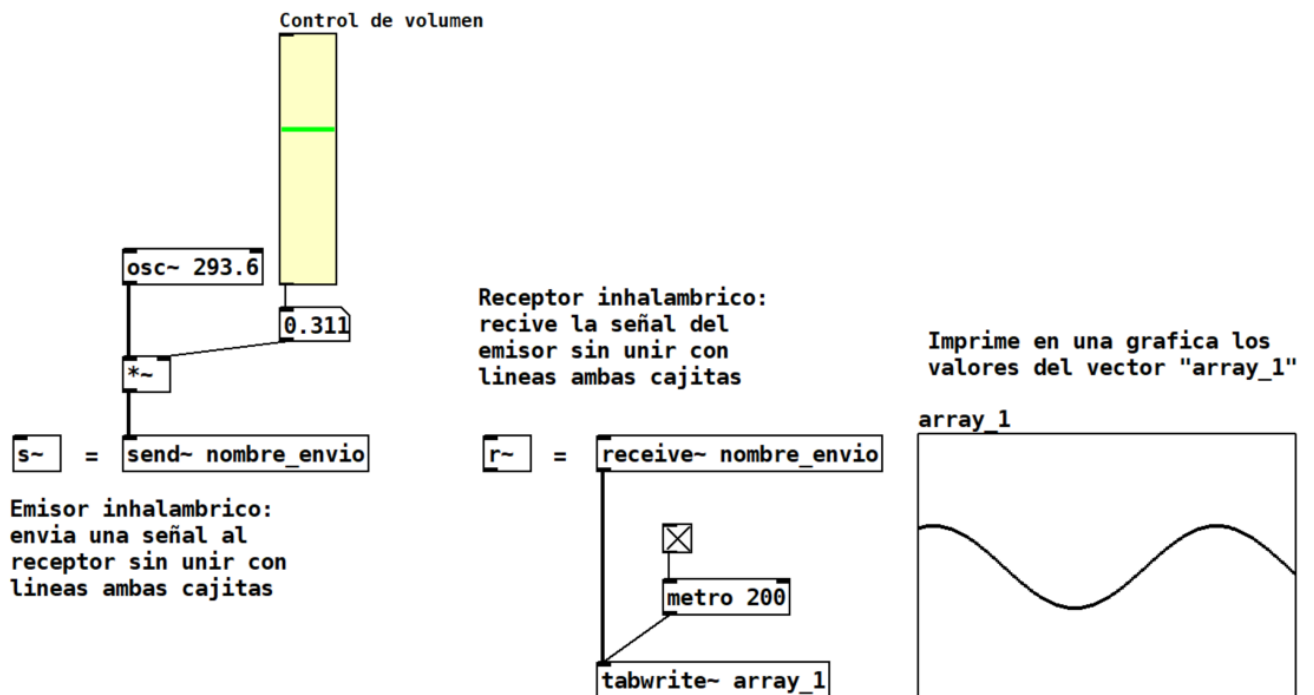 Control de volumen
osc~ 293.6
0.311
*~
s~ = send~ nombre_envio
Emisor inhalambrico:
envia una señal al
receptor sin unir con
lineas ambas cajitas
Receptor inhalambrico:
recive la señal del
emisor sin unir con
lineas ambas cajitas
r~ = receive~ nombre_envio
metro 200
tabwrite~ array_1
Imprime en una grafica los
valores del vector "array_1"
array_1